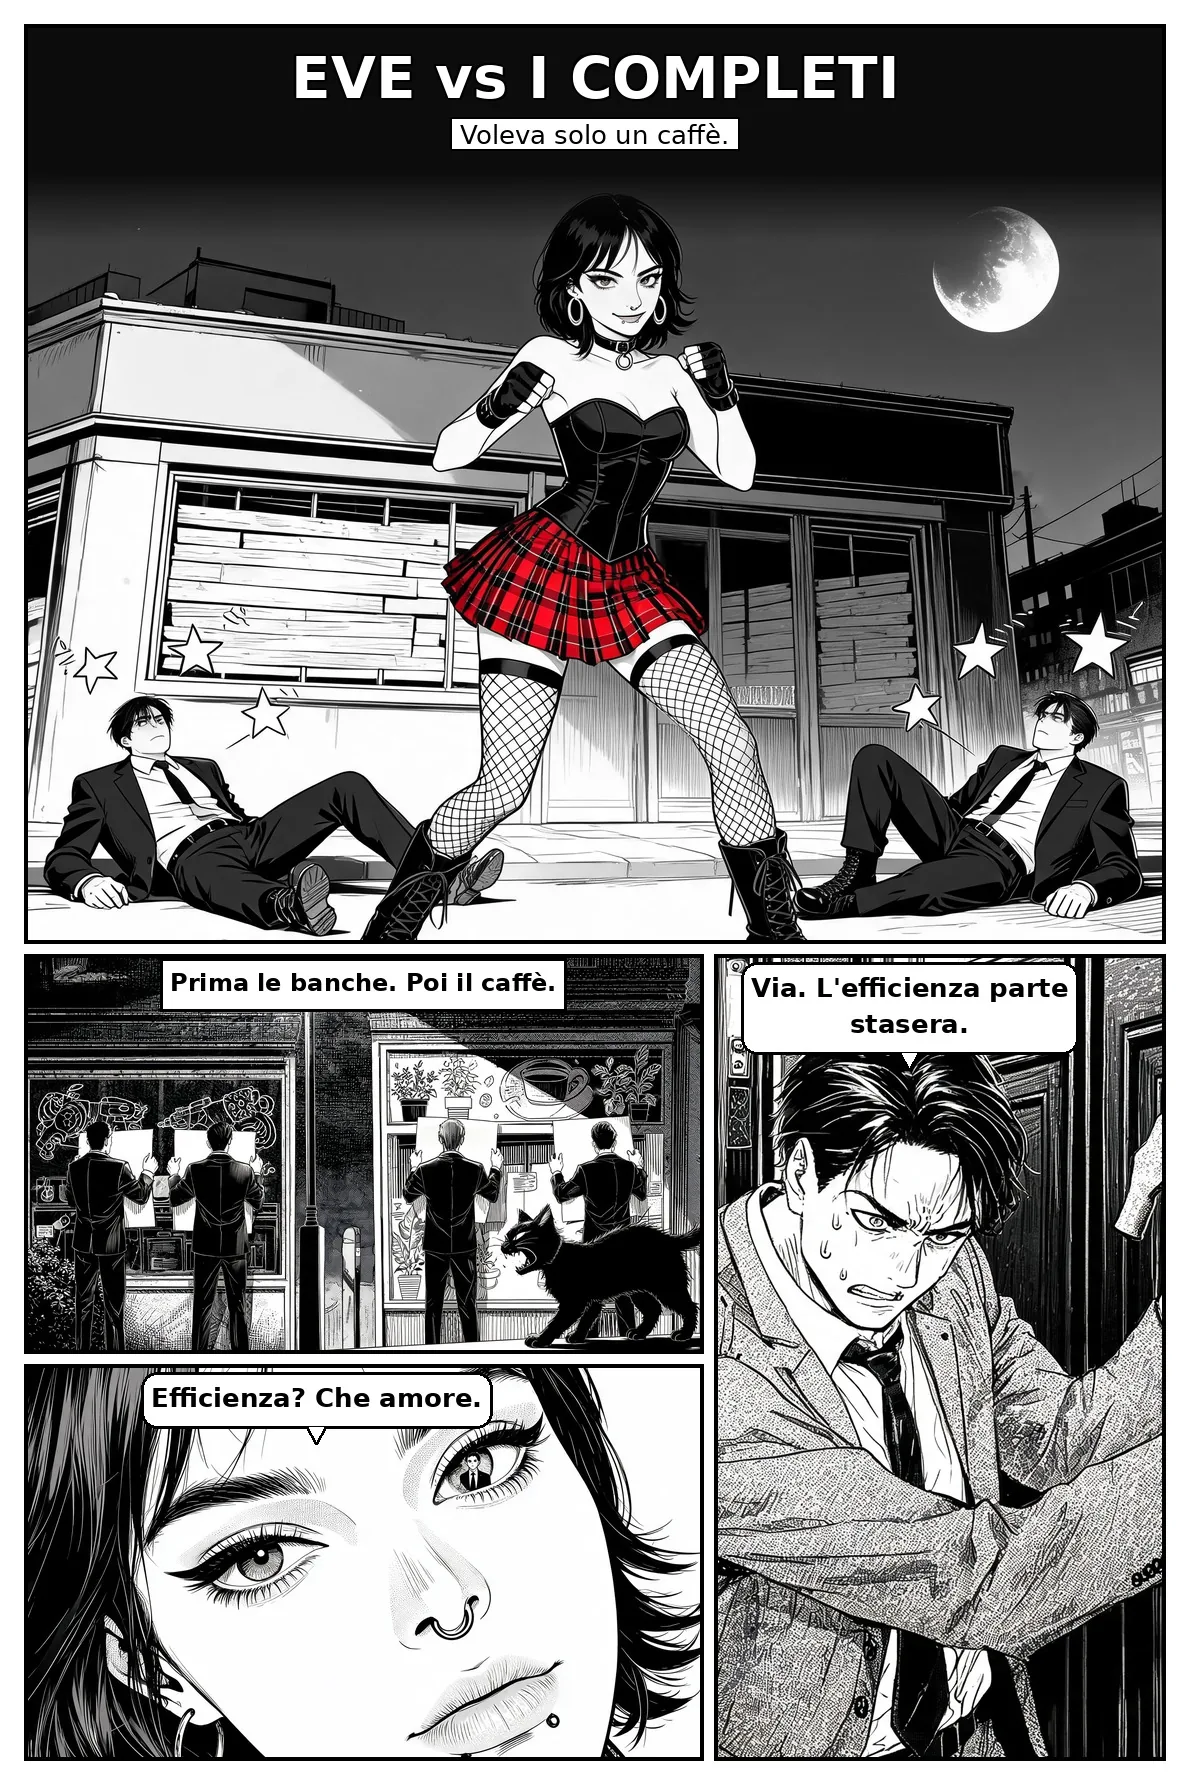 EVE vs I COMPLETI
Voleva solo un caffè.
Prima le banche. Poi il caffè.
Via. L'efficienza parte
stasera.
Efficienza? Che amore.